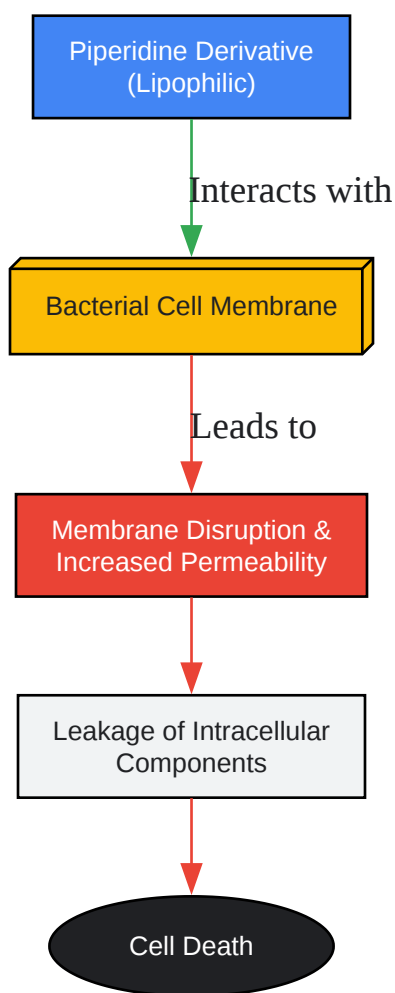 Piperidine Derivative
(Lipophilic)
Interacts with
Bacterial Cell Membrane
Leads to
Membrane Disruption &
Increased Permeability
Leakage of Intracellular
Components
Cell Death